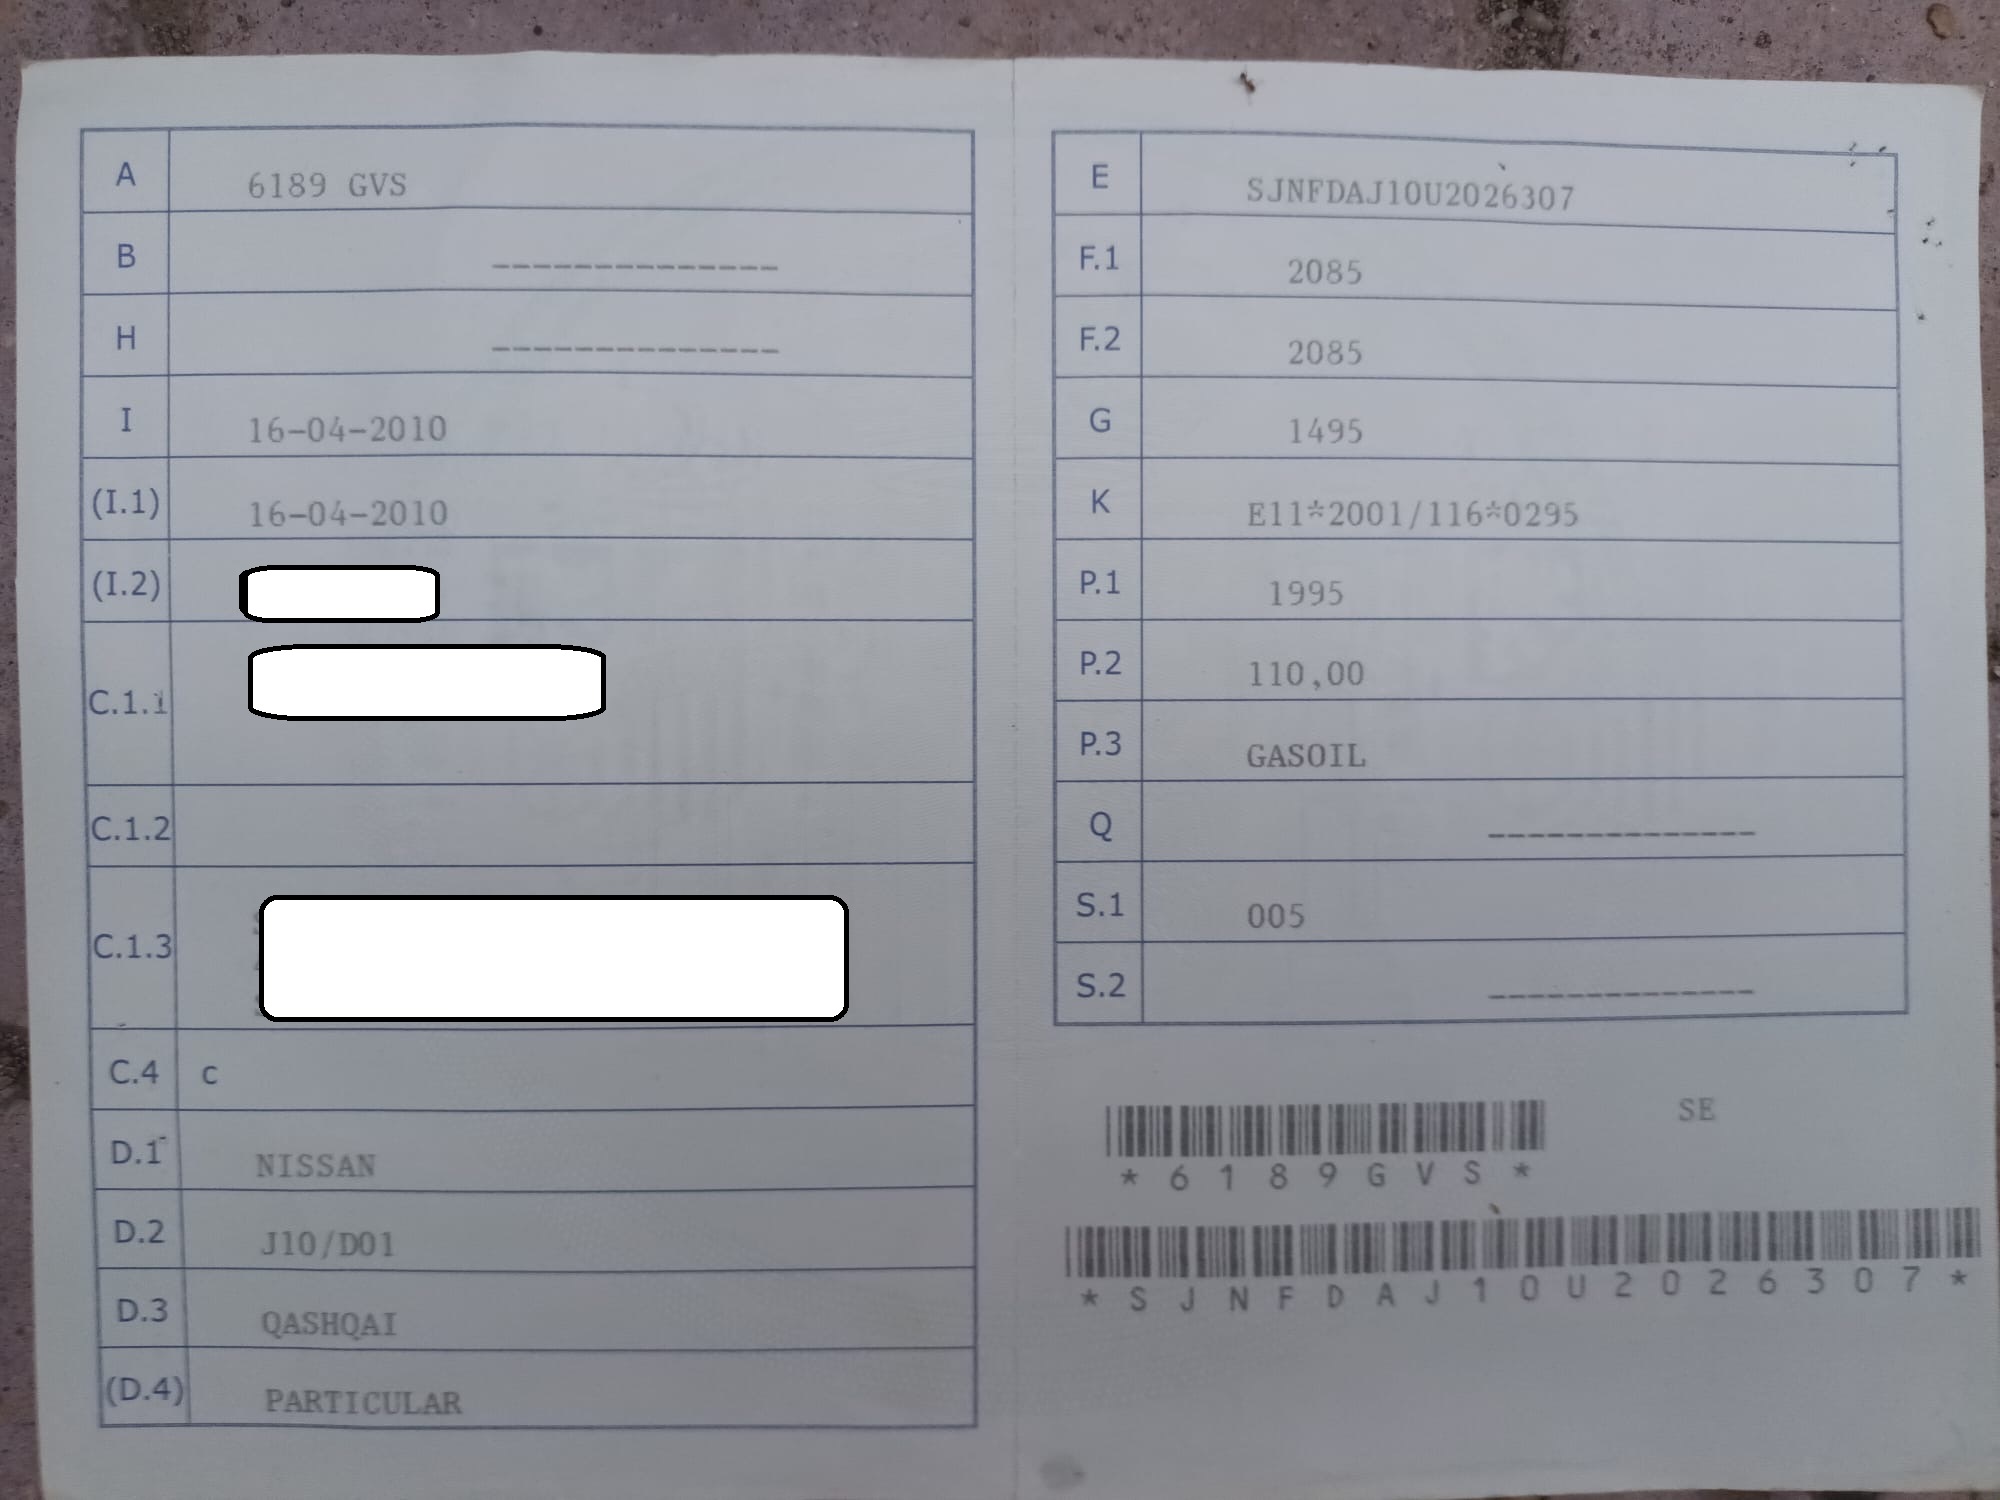 A 6189 GVS
B --------------
H --------------
I 16-04-2010
(I.1) 16-04-2010
(I.2)
C.1.1
C.1.2
C.1.3
C.4 c
D.1 NISSAN
D.2 J10/D01
D.3 QASHQAI
(D.4) PARTICULAR
E SJNFDAJ10U2026307
F.1 2085
F.2 2085
G 1495
K E11*2001/116*0295
P.1 1995
P.2 110,00
P.3 GASOIL
Q -------------
S.1 005
S.2 -------------
SE
*6189GVS*
*SJNFDAJ10U2026307*